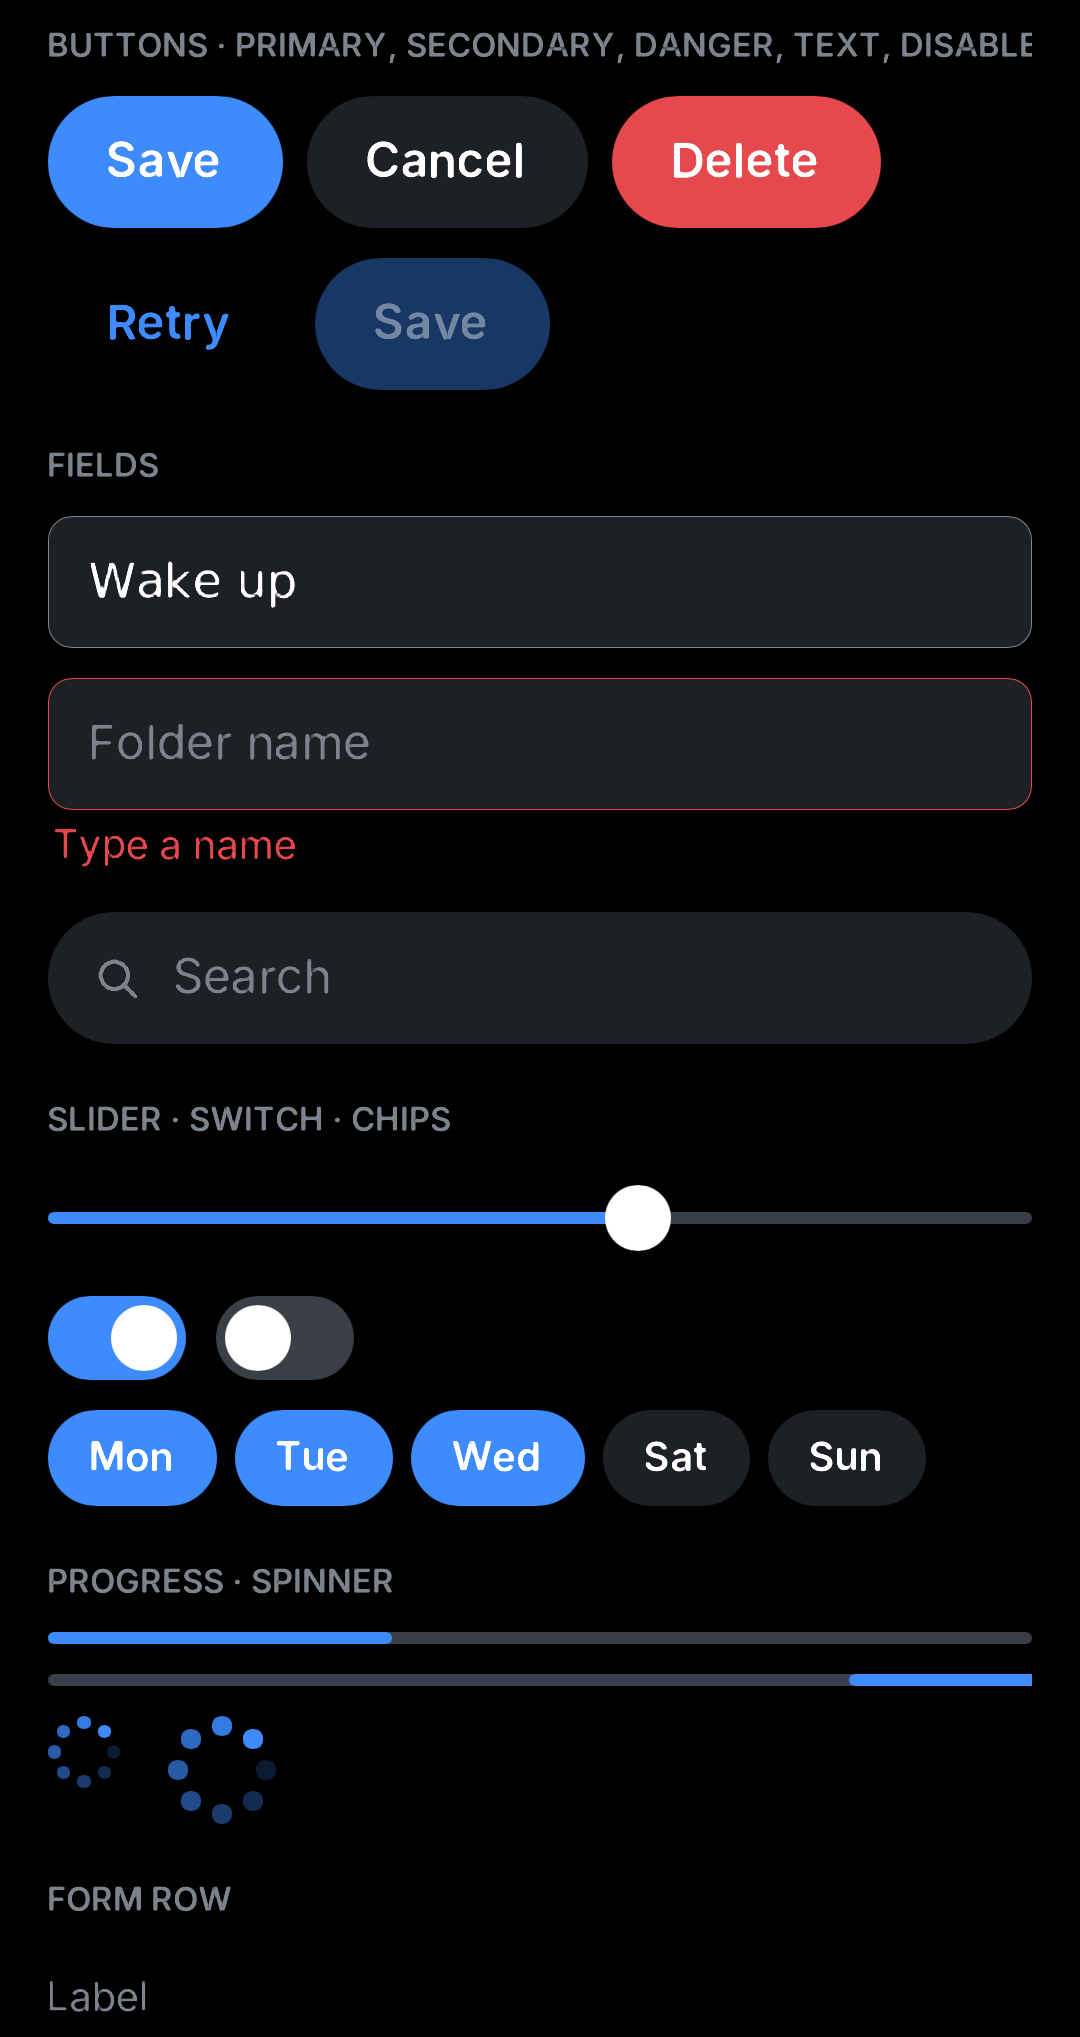 BUTTONS · PRIMARY, SECONDARY, DANGER, TEXT, DISABLE
Save Cancel Delete
Retry Save
FIELDS
Wake up
Folder name
Type a name
Search
SLIDER · SWITCH · CHIPS
Mon Tue Wed Sat Sun
PROGRESS · SPINNER
FORM ROW
Label